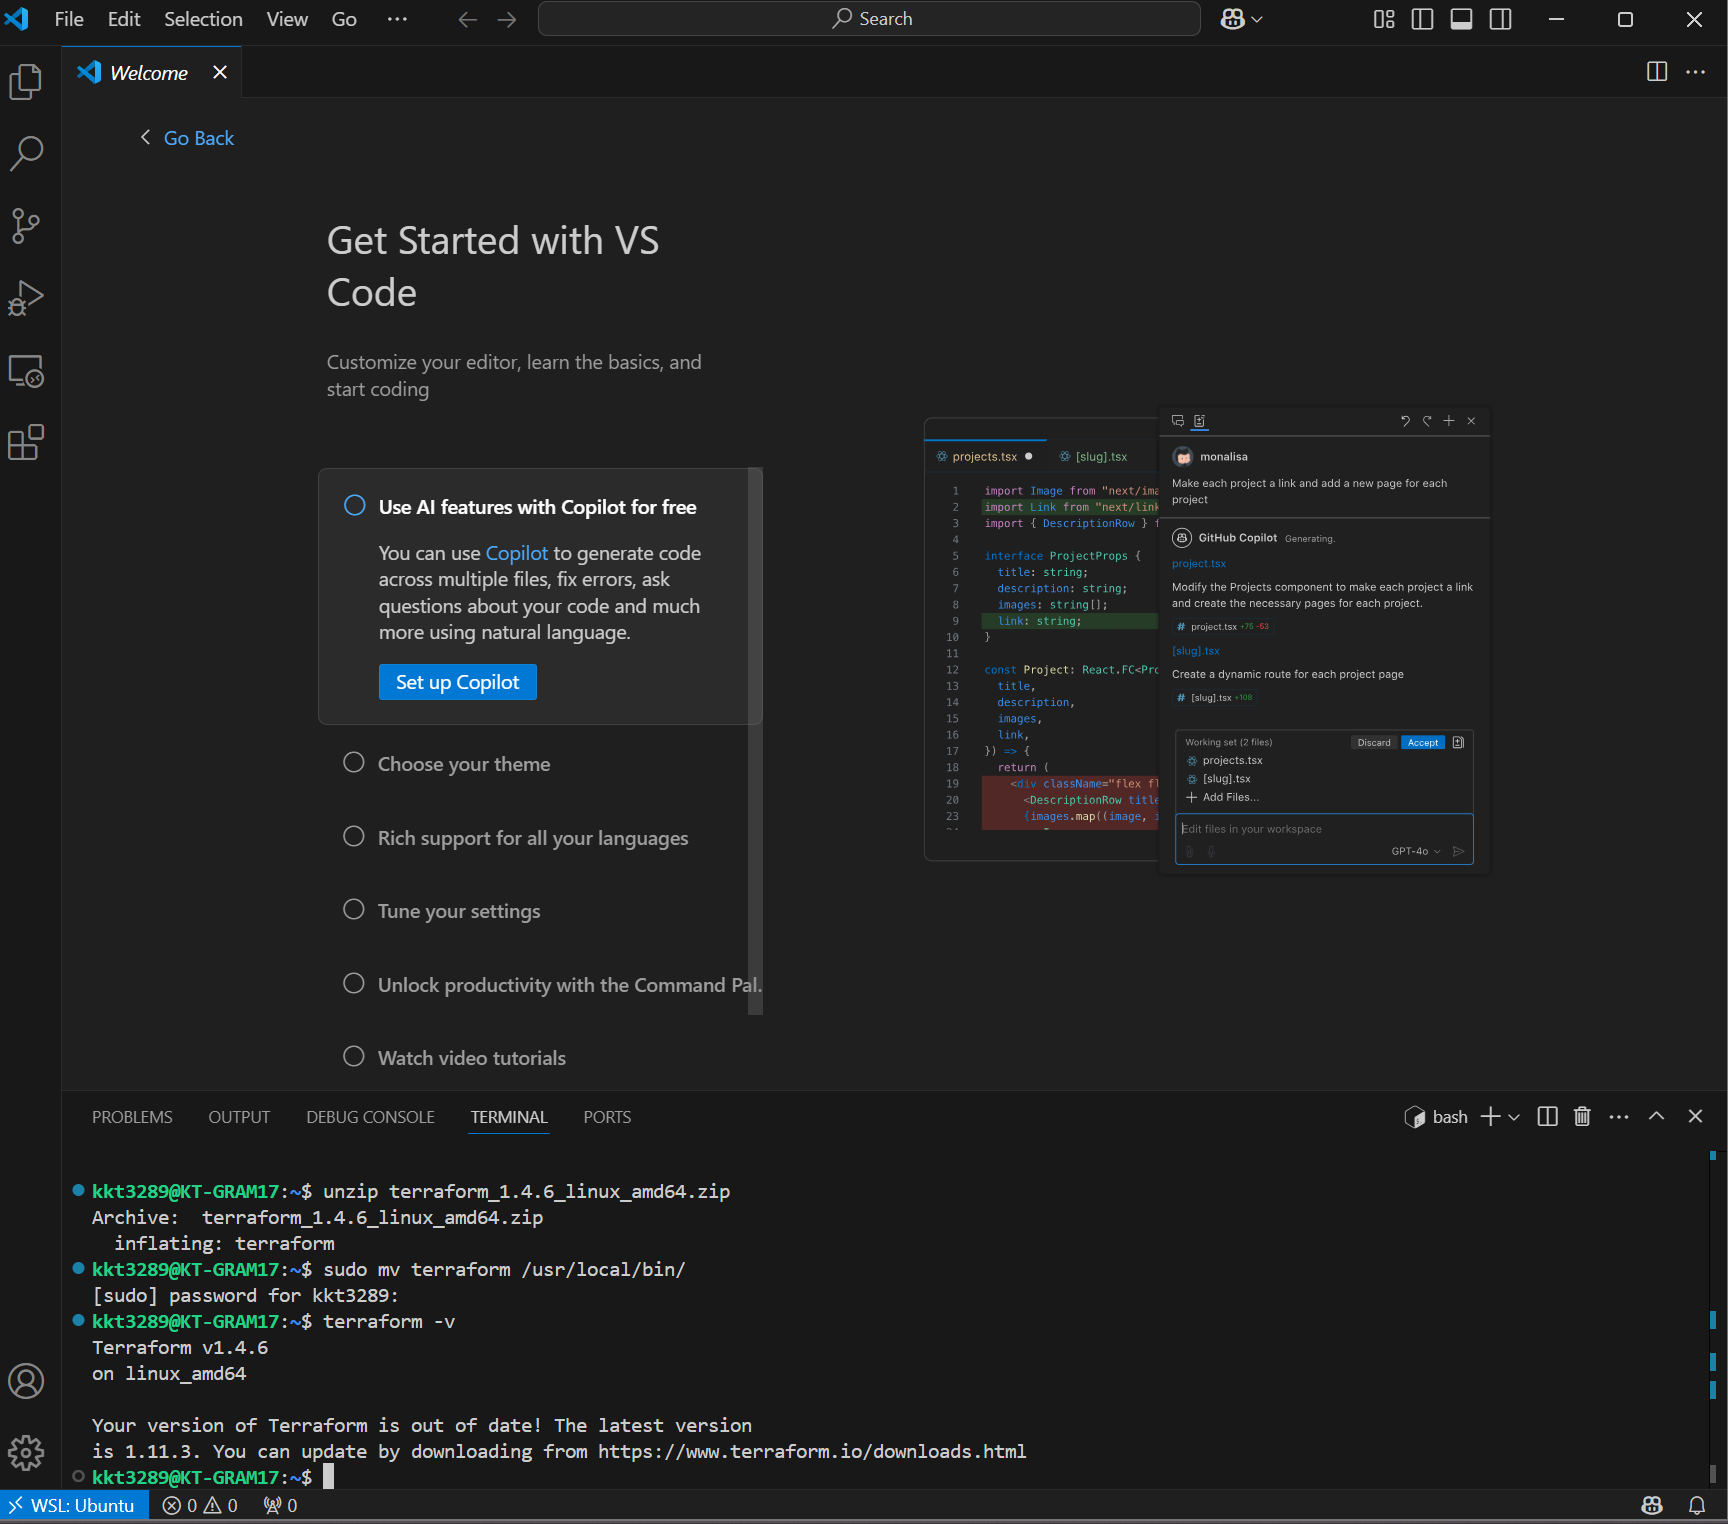 File Edit Selection View Go ··· Search
Welcome
Go Back
Get Started with VS
Code
Customize your editor, learn the basics, and
start coding
Use AI features with Copilot for free
You can use Copilot to generate code
across multiple files, fix errors, ask
questions about your code and much
more using natural language.
Set up Copilot
Choose your theme
Rich support for all your languages
Tune your settings
Unlock productivity with the Command Pal.
Watch video tutorials
projects.tsx [slug].tsx
1 import Image from "next/ima
2 import Link from "next/link
3 import { DescriptionRow }
4
5 interface ProjectProps {
6 title: string;
7 description: string;
8 images: string[];
9 link: string;
10 }
11
12 const Project: React.FC<Pro
13 title,
14 description,
15 images,
16 link,
17 }) => {
18 return (
19 <div className="flex fl
20 <DescriptionRow title
23 {images.map((image, i
monalisa
Make each project a link and add a new page for each
project
GitHub Copilot Generating.
project.tsx
Modify the Projects component to make each project a link
and create the necessary pages for each project.
# project.tsx +75 -53
[slug].tsx
Create a dynamic route for each project page
# [slug].tsx +108
Working set (2 files) Discard Accept
projects.tsx
[slug].tsx
Add Files...
Edit files in your workspace
GPT-4o
PROBLEMS OUTPUT DEBUG CONSOLE TERMINAL PORTS bash
kkt3289@KT-GRAM17:~$ unzip terraform_1.4.6_linux_amd64.zip
Archive: terraform_1.4.6_linux_amd64.zip
inflating: terraform
kkt3289@KT-GRAM17:~$ sudo mv terraform /usr/local/bin/
[sudo] password for kkt3289:
kkt3289@KT-GRAM17:~$ terraform -v
Terraform v1.4.6
on linux_amd64
Your version of Terraform is out of date! The latest version
is 1.11.3. You can update by downloading from https://www.terraform.io/downloads.html
kkt3289@KT-GRAM17:~$
WSL: Ubuntu 0 0 0